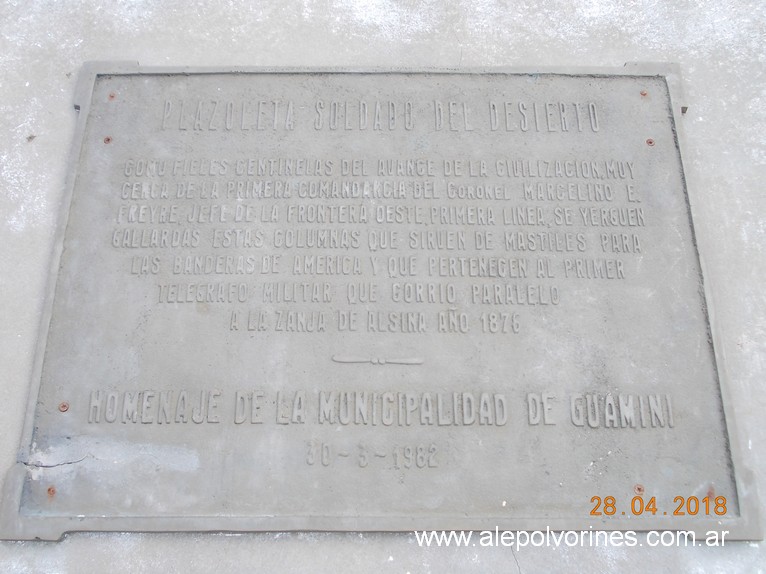 PLAZOLETA SOLDADO DEL DESIERTO
COMO FIELES CENTINELAS DEL AVANCE DE LA CIVILIZACION, MUY
CERCA DE LA PRIMERA COMANDANCIA DEL CORONEL MARCELINO E.
FREYRE, JEFE DE LA FRONTERA OESTE, PRIMERA LINEA, SE YERGUEN
GALLARDAS ESTAS COLUMNAS QUE SIRVEN DE MASTILES PARA
LAS BANDERAS DE AMERICA Y QUE PERTENECEN AL PRIMER
TELEGRAFO MILITAR QUE CORRIO PARALELO
A LA ZANJA DE ALSINA AÑO 1876
HOMENAJE DE LA MUNICIPALIDAD DE GUAMINI
30-3-1982
28.04.2018
www.alepolvorines.com.ar